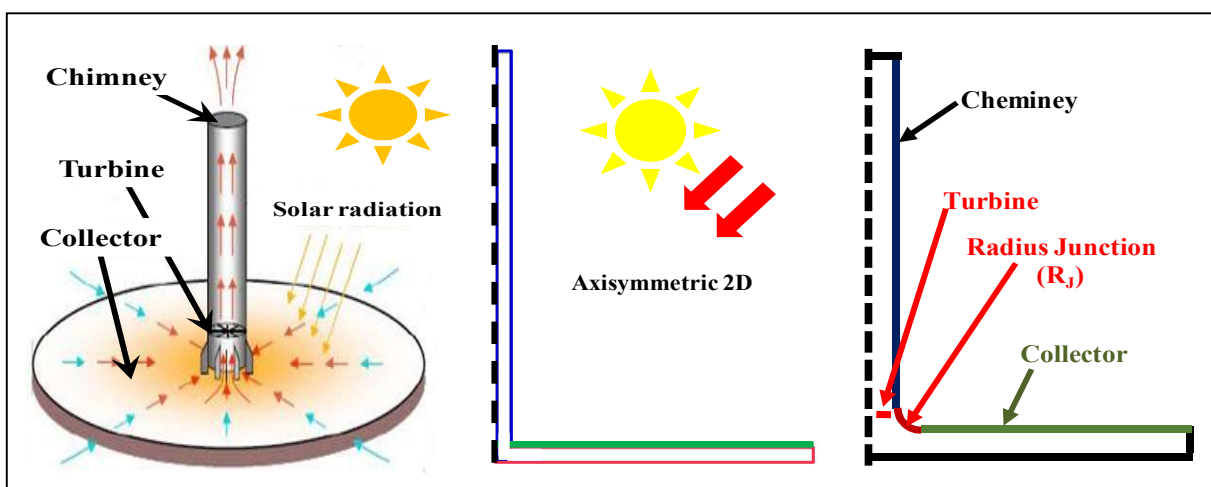 Chimney
Turbine
Collector
Solar radiation
Axisymmetric 2D
Cheminey
Turbine
Radius Junction
(RJ)
Collector